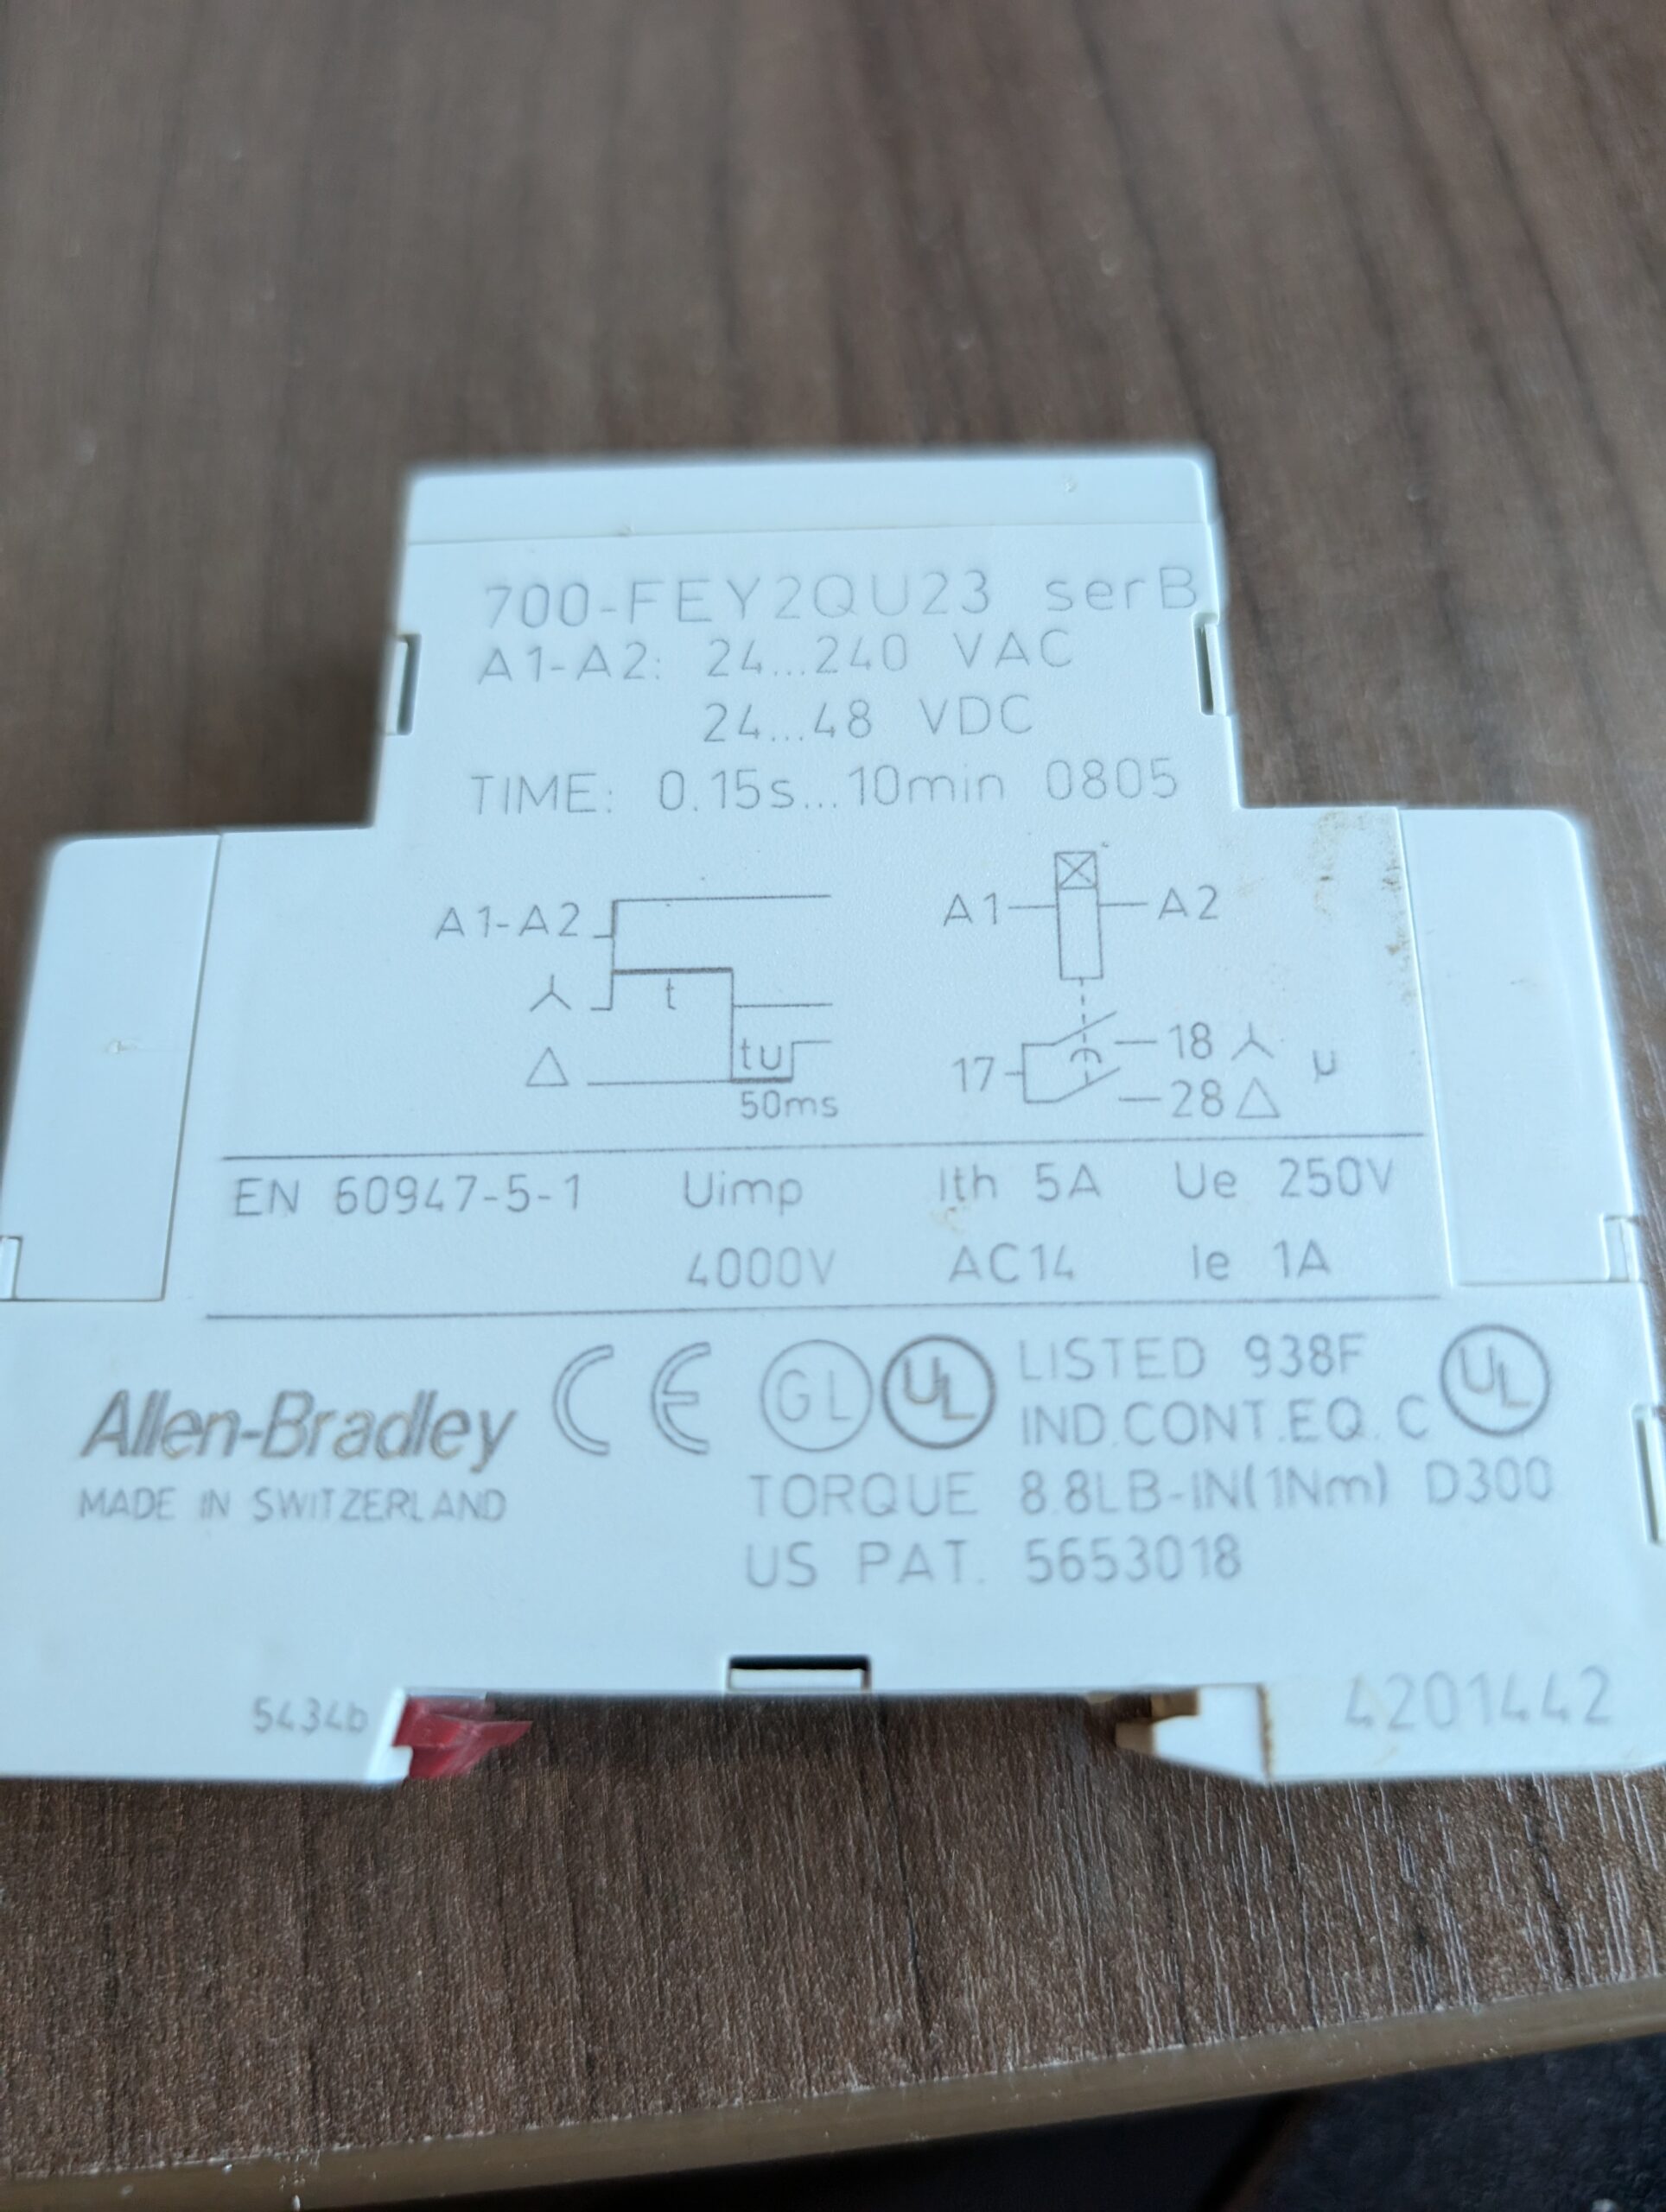 700-FEY2QU23 serB
A1-A2: 24...240 VAC
24...48 VDC
TIME: 0.15s...10min 0805
A1-A2
t
tu
50ms
A1 A2
17 18
28 µ
EN 60947-5-1 Uimp Ith 5A Ue 250V
4000V AC14 Ie 1A
Allen-Bradley
MADE IN SWITZERLAND
CE GL UL LISTED 938F
IND.CONT.EQ. C UL
TORQUE 8.8LB-IN(1Nm) D300
US PAT. 5653018
5434b
4201442